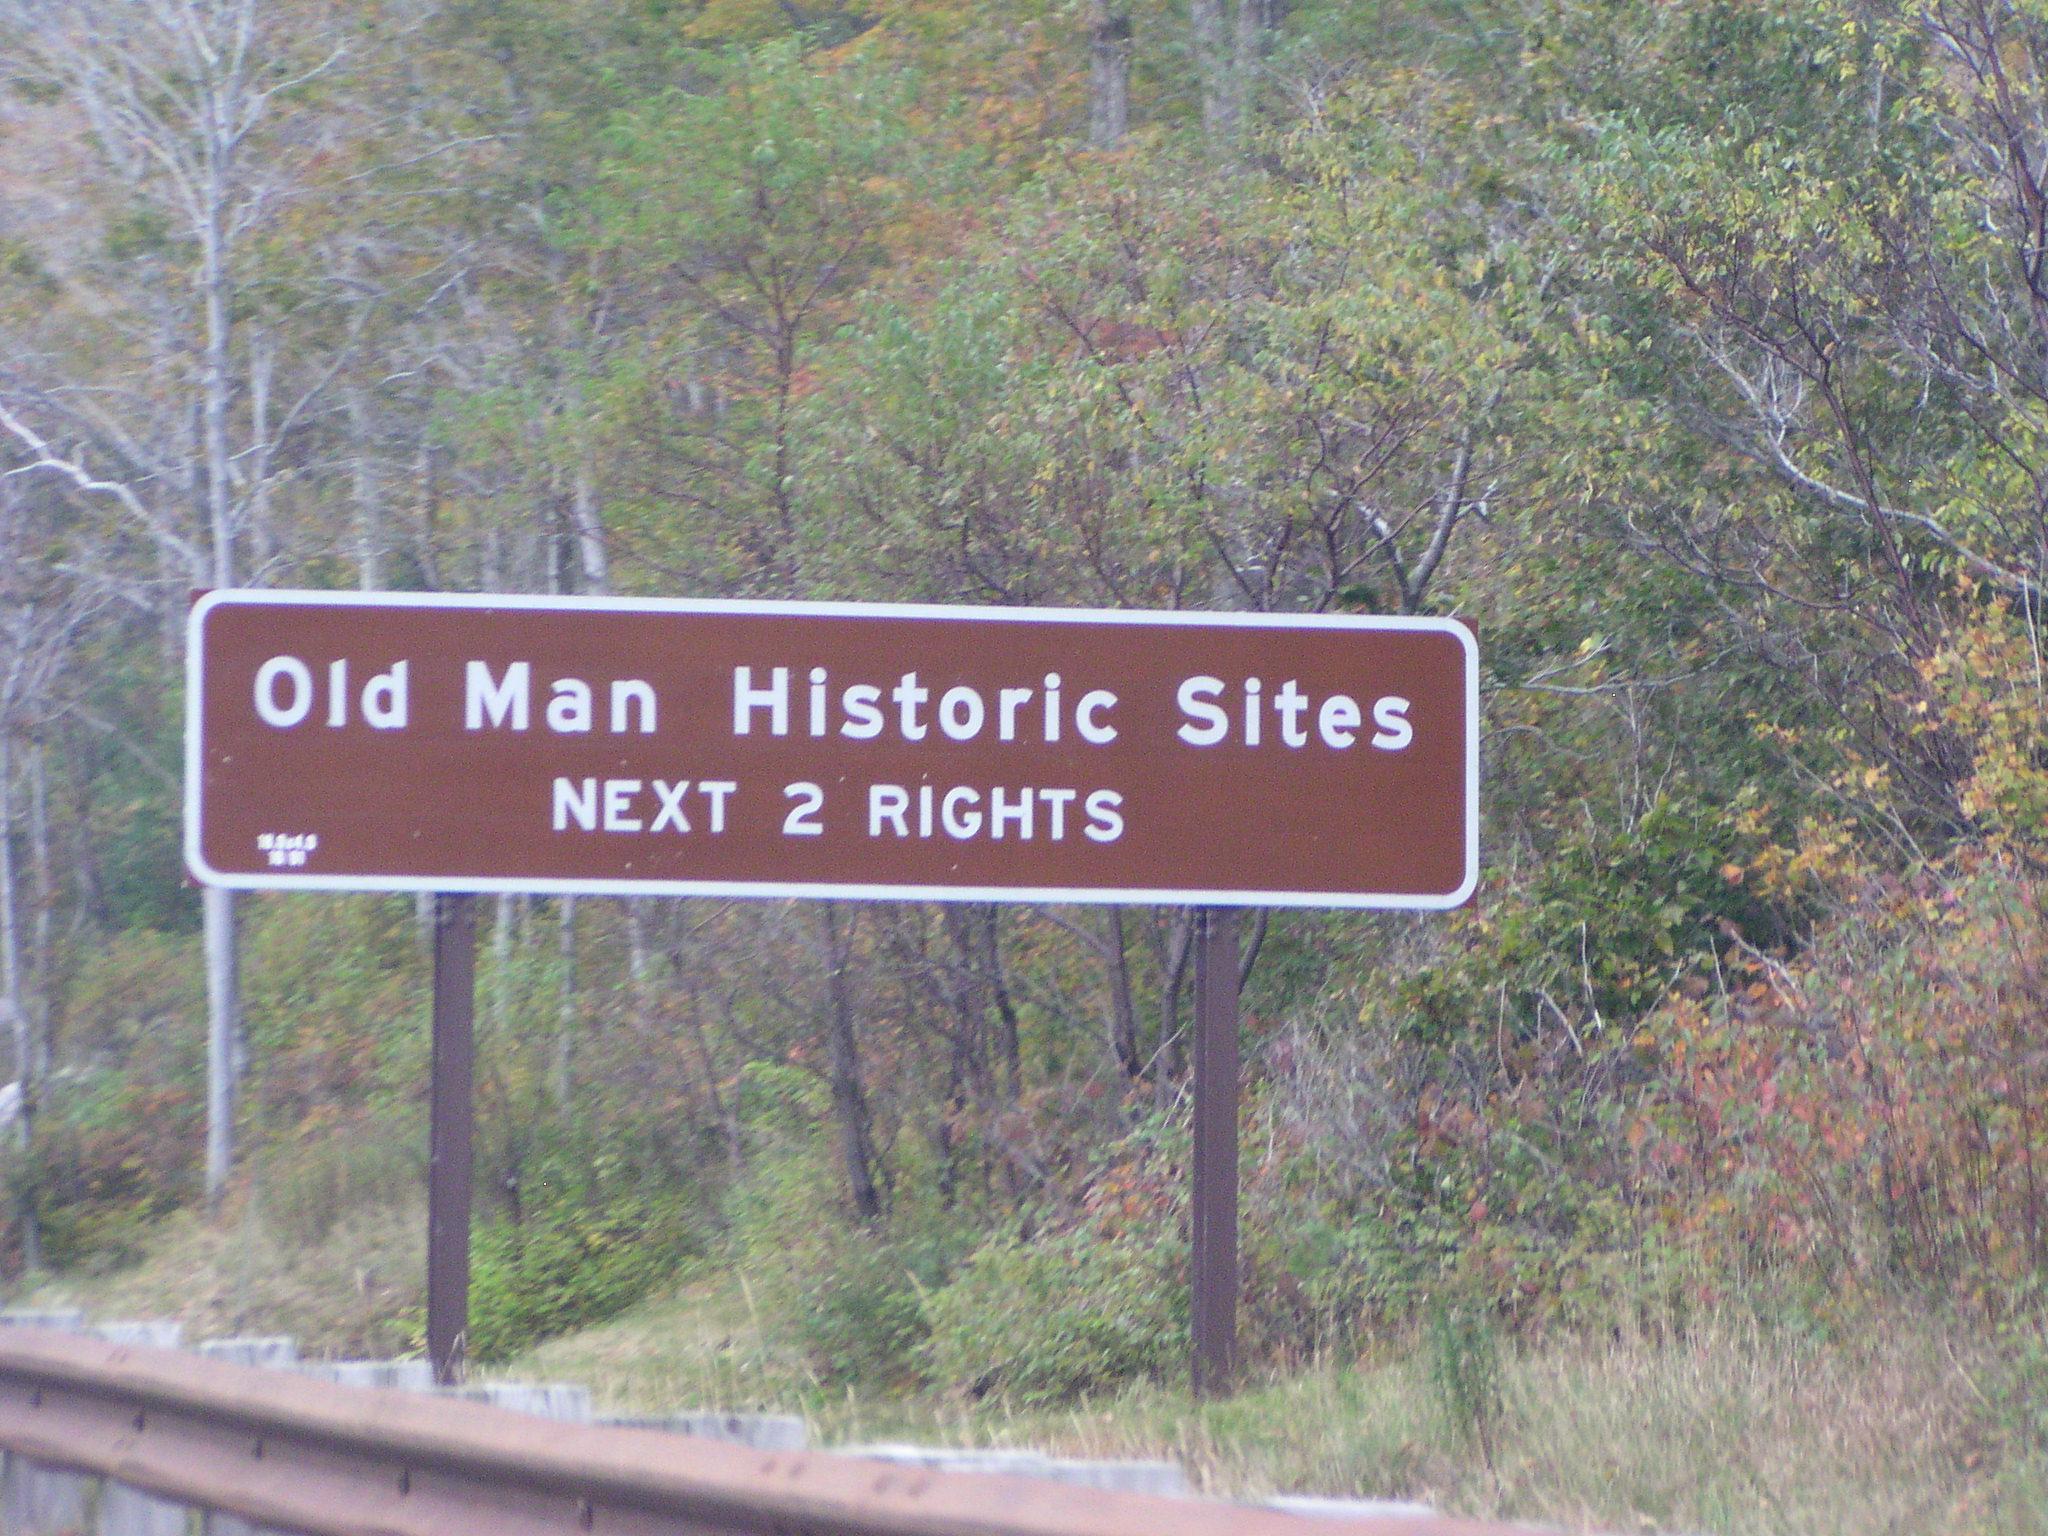 Old Man Historic Sites
NEXT 2 RIGHTS